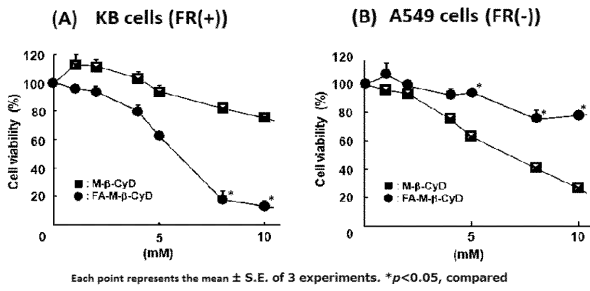 (A) KB cells (FR(+))
120
100
80
60
40
20
0
5
10
(mM)
Cell viability (%)
: M-β-CyD
: FA-M-β-CyD
*
*
(B) A549 cells (FR(-))
120
100
80
60
40
20
0
5
10
(mM)
Cell viability (%)
: M-β-CyD
: FA-M-β-CyD
*
*
*
Each point represents the mean ± S.E. of 3 experiments. *p<0.05, compared